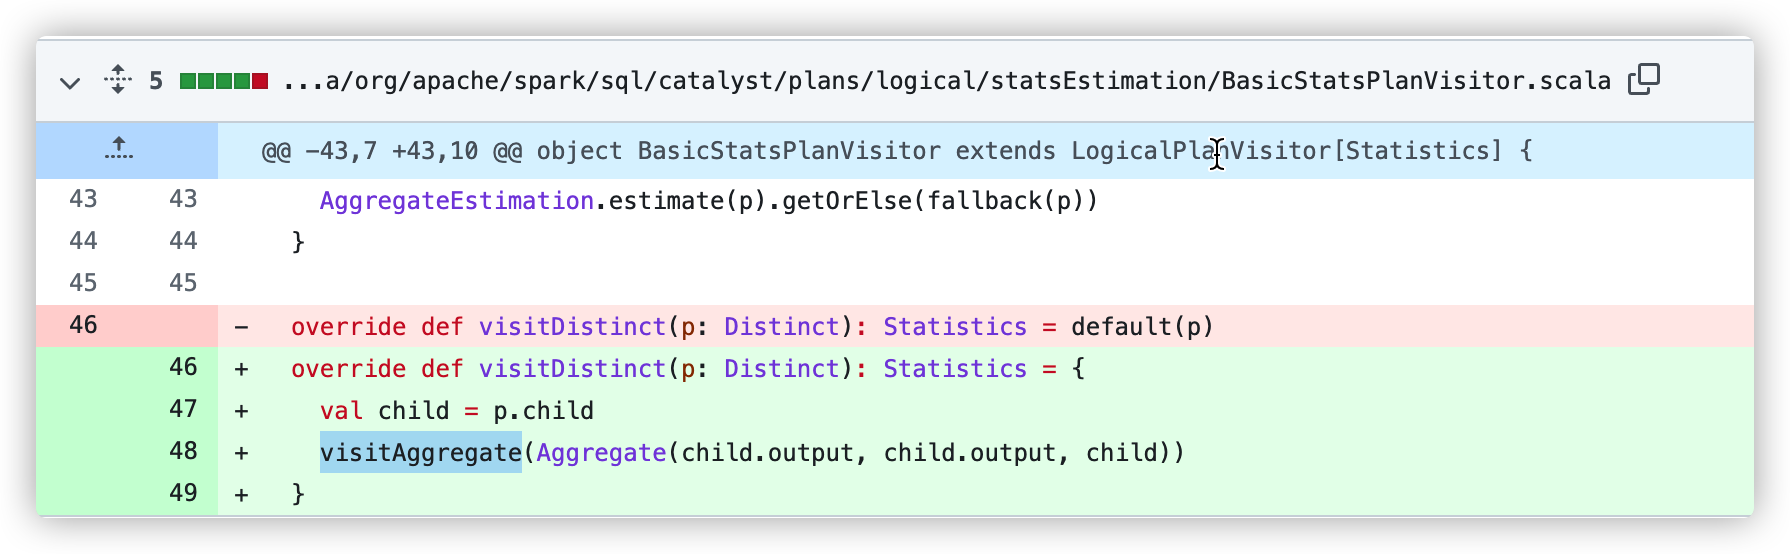 5 ...a/org/apache/spark/sql/catalyst/plans/logical/statsEstimation/BasicStatsPlanVisitor.scala
@@ -43,7 +43,10 @@ object BasicStatsPlanVisitor extends LogicalPlanVisitor[Statistics] {
43 43 AggregateEstimation.estimate(p).getOrElse(fallback(p))
44 44 }
45 45
46 - override def visitDistinct(p: Distinct): Statistics = default(p)
46 + override def visitDistinct(p: Distinct): Statistics = {
47 + val child = p.child
48 + visitAggregate(Aggregate(child.output, child.output, child))
49 + }